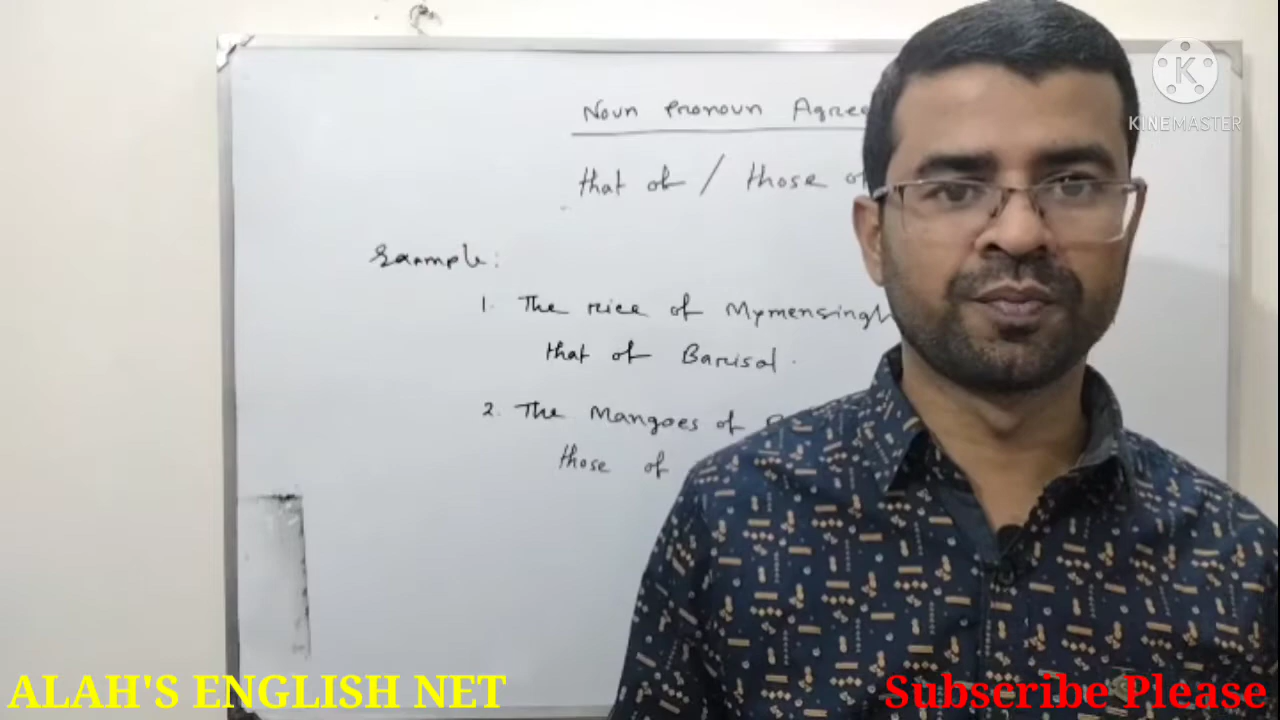 KINEMASTER
Noun Pronoun Agree
that of / those of
Example:
1. The rice of Mymensingh
that of Barisal.
2. The Mangoes of
those of
ALAH'S ENGLISH NET
Subscribe Please